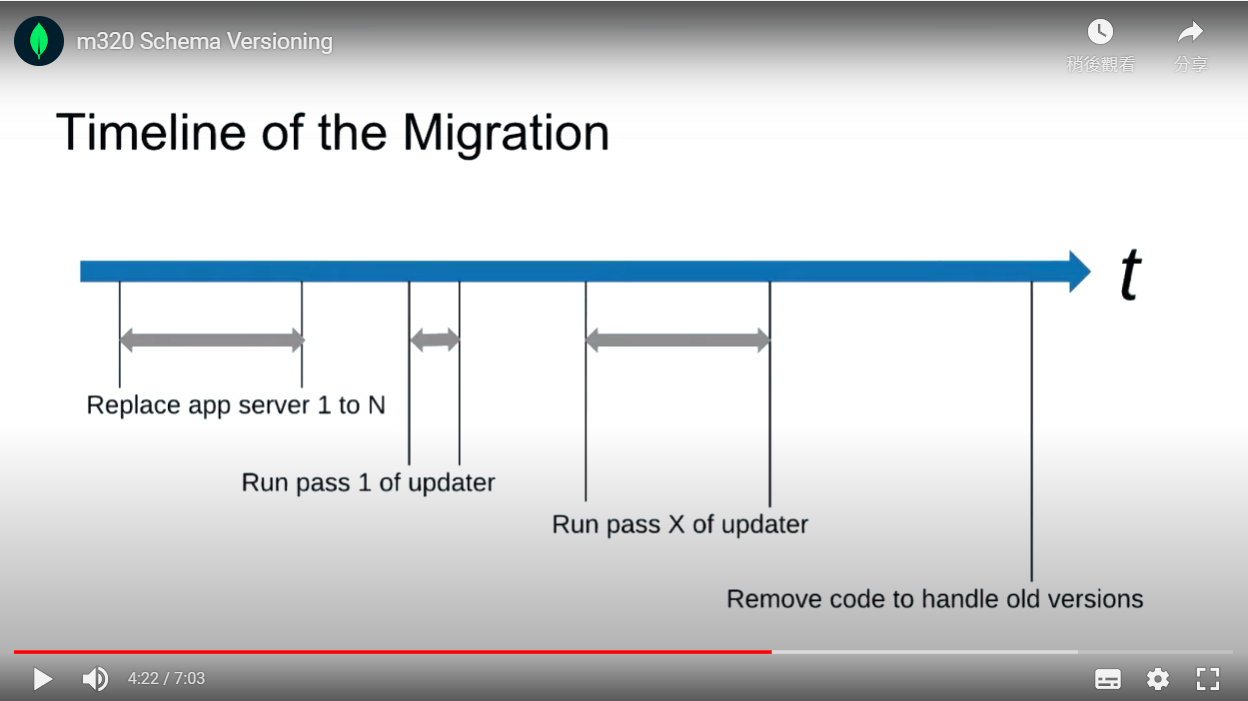 m320 Schema Versioning
稍後觀看
分享
Timeline of the Migration
t
Replace app server 1 to N
Run pass 1 of updater
Run pass X of updater
Remove code to handle old versions
4:22 / 7:03